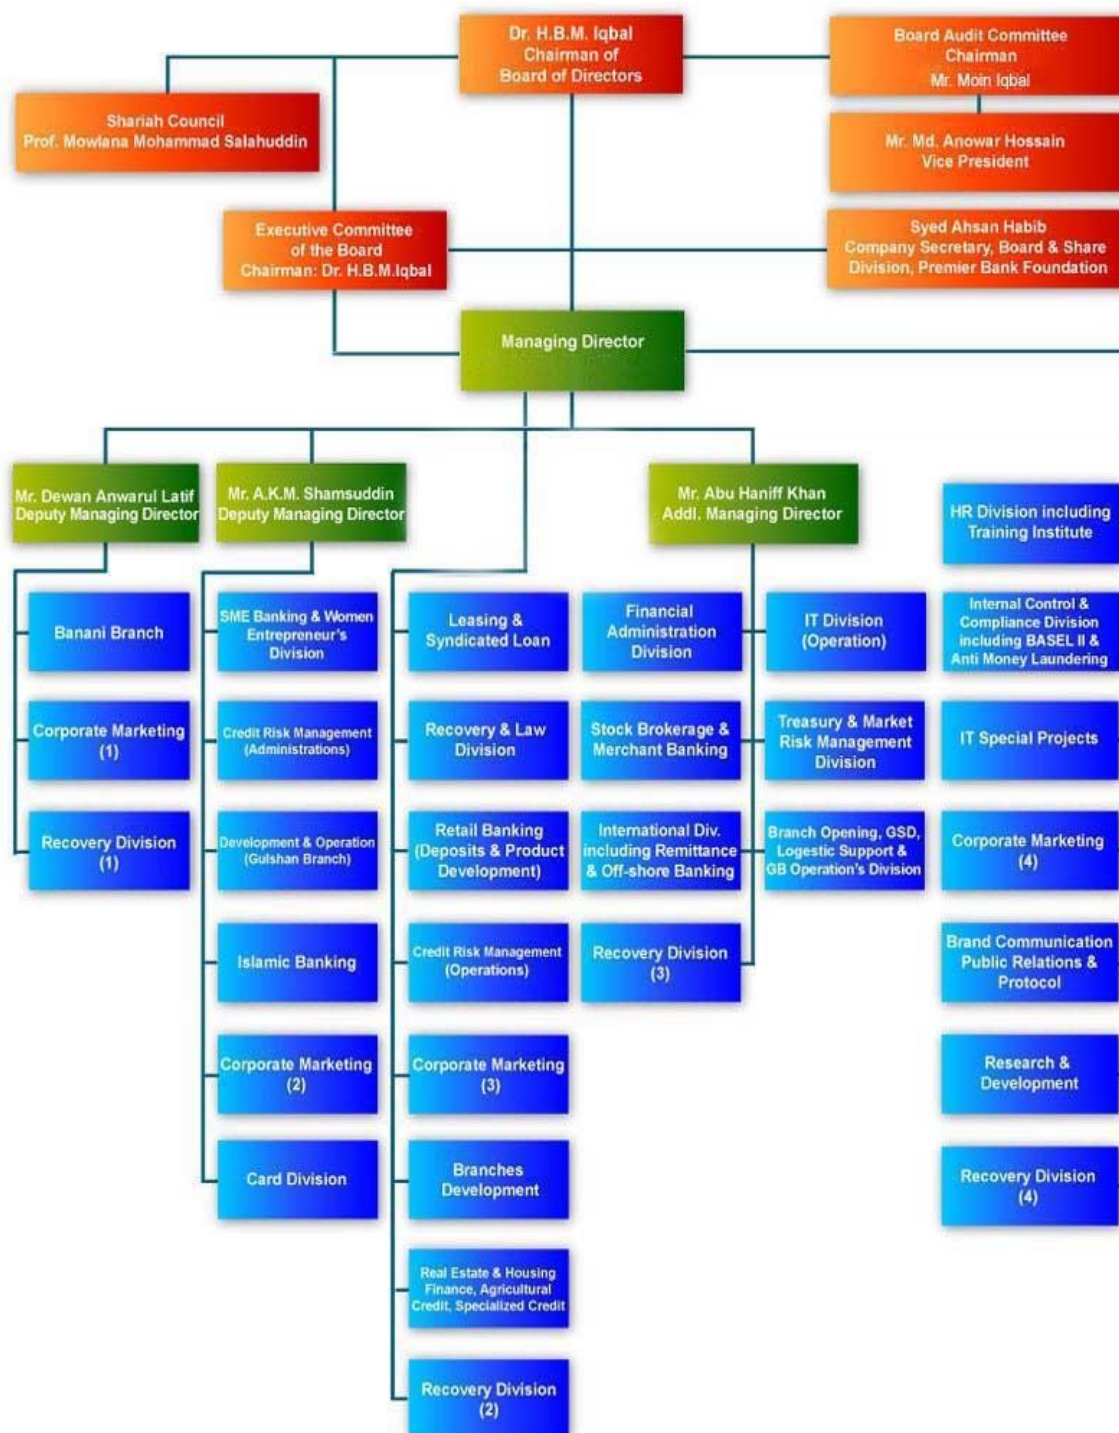 Dr. H.B.M. Iqbal
Chairman of
Board of Directors
Board Audit Committee
Chairman
Mr. Moin Iqbal
Shariah Council
Prof. Mowlana Mohammad Salahuddin
Mr. Md. Anowar Hossain
Vice President
Executive Committee
of the Board
Chairman: Dr. H.B.M.Iqbal
Syed Ahsan Habib
Company Secretary, Board & Share
Division, Premier Bank Foundation
Managing Director
Mr. Dewan Anwarul Latif
Deputy Managing Director
Mr. A.K.M. Shamsuddin
Deputy Managing Director
Mr. Abu Haniff Khan
Addl. Managing Director
HR Division including
Training Institute
Banani Branch
SME Banking & Women
Entrepreneur's
Division
Leasing &
Syndicated Loan
Financial
Administration
Division
IT Division
(Operation)
Internal Control &
Compliance Division
including BASEL II &
Anti Money Laundering
Corporate Marketing
(1)
Credit Risk Management
(Administrations)
Recovery & Law
Division
Stock Brokerage &
Merchant Banking
Treasury & Market
Risk Management
Division
IT Special Projects
Recovery Division
(1)
Development & Operation
(Gulshan Branch)
Retail Banking
(Deposits & Product
Development)
International Div.
including Remittance
& Off-shore Banking
Branch Opening, GSD,
Logestic Support &
GB Operation's Division
Corporate Marketing
(4)
Islamic Banking
Credit Risk Management
(Operations)
Recovery Division
(3)
Brand Communication
Public Relations &
Protocol
Corporate Marketing
(2)
Corporate Marketing
(3)
Research &
Development
Card Division
Branches
Development
Recovery Division
(4)
Real Estate & Housing
Finance, Agricultural
Credit, Specialized Credit
Recovery Division
(2)